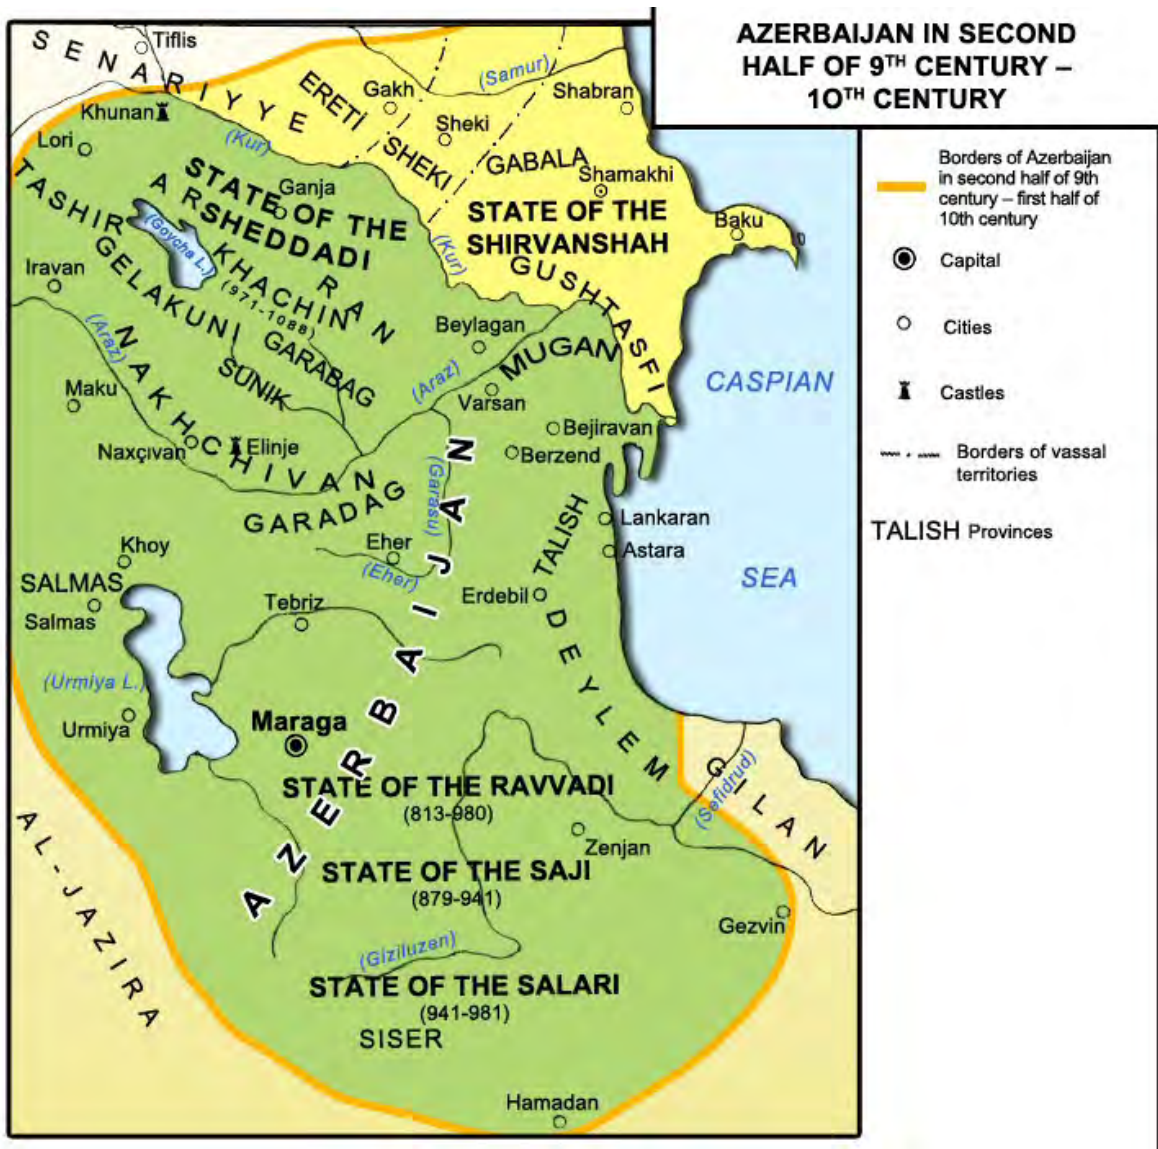 AZERBAIJAN IN SECOND
HALF OF 9TH CENTURY –
1OTH CENTURY
Borders of Azerbaijan
in second half of 9th
century – first half of
10th century
Capital
Cities
Castles
Borders of vassal
territories
TALISH Provinces
SENARIYYE
Tiflis
ERETI
Gakh
(Samur)
Shabran
Khunan
Sheki
Lori
(Kur)
SHEKI
GABALA
Shamakhi
TASHIR
STATE OF THE
SHEDDADI
ARRAN
Ganja
STATE OF THE
SHIRVANSHAH
Baku
(Goycha L.)
(Kur)
GELAKUNI
KHACHIN
(971-1088)
GUSHTASFI
Iravan
(Araz)
NAKHCHIVAN
GARABAG
SUNIK
Beylagan
MUGAN
CASPIAN
SEA
Maku
(Araz)
Varsan
Naxçıvan
Elinje
Bejiravan
Berzend
GARADAG
(Garasu)
AZERBAIJAN
TALISH
Lankaran
Astara
Khoy
Eher
(Eher)
SALMAS
Salmas
Tebriz
Erdebil
DEYLEM
(Urmiya L.)
Urmiya
Maraga
STATE OF THE RAVVADI
(813-980)
GILAN
(Sefidrud)
AL-JAZIRA
Zenjan
STATE OF THE SAJI
(879-941)
Gezvin
(Giziluzen)
STATE OF THE SALARI
(941-981)
SISER
Hamadan